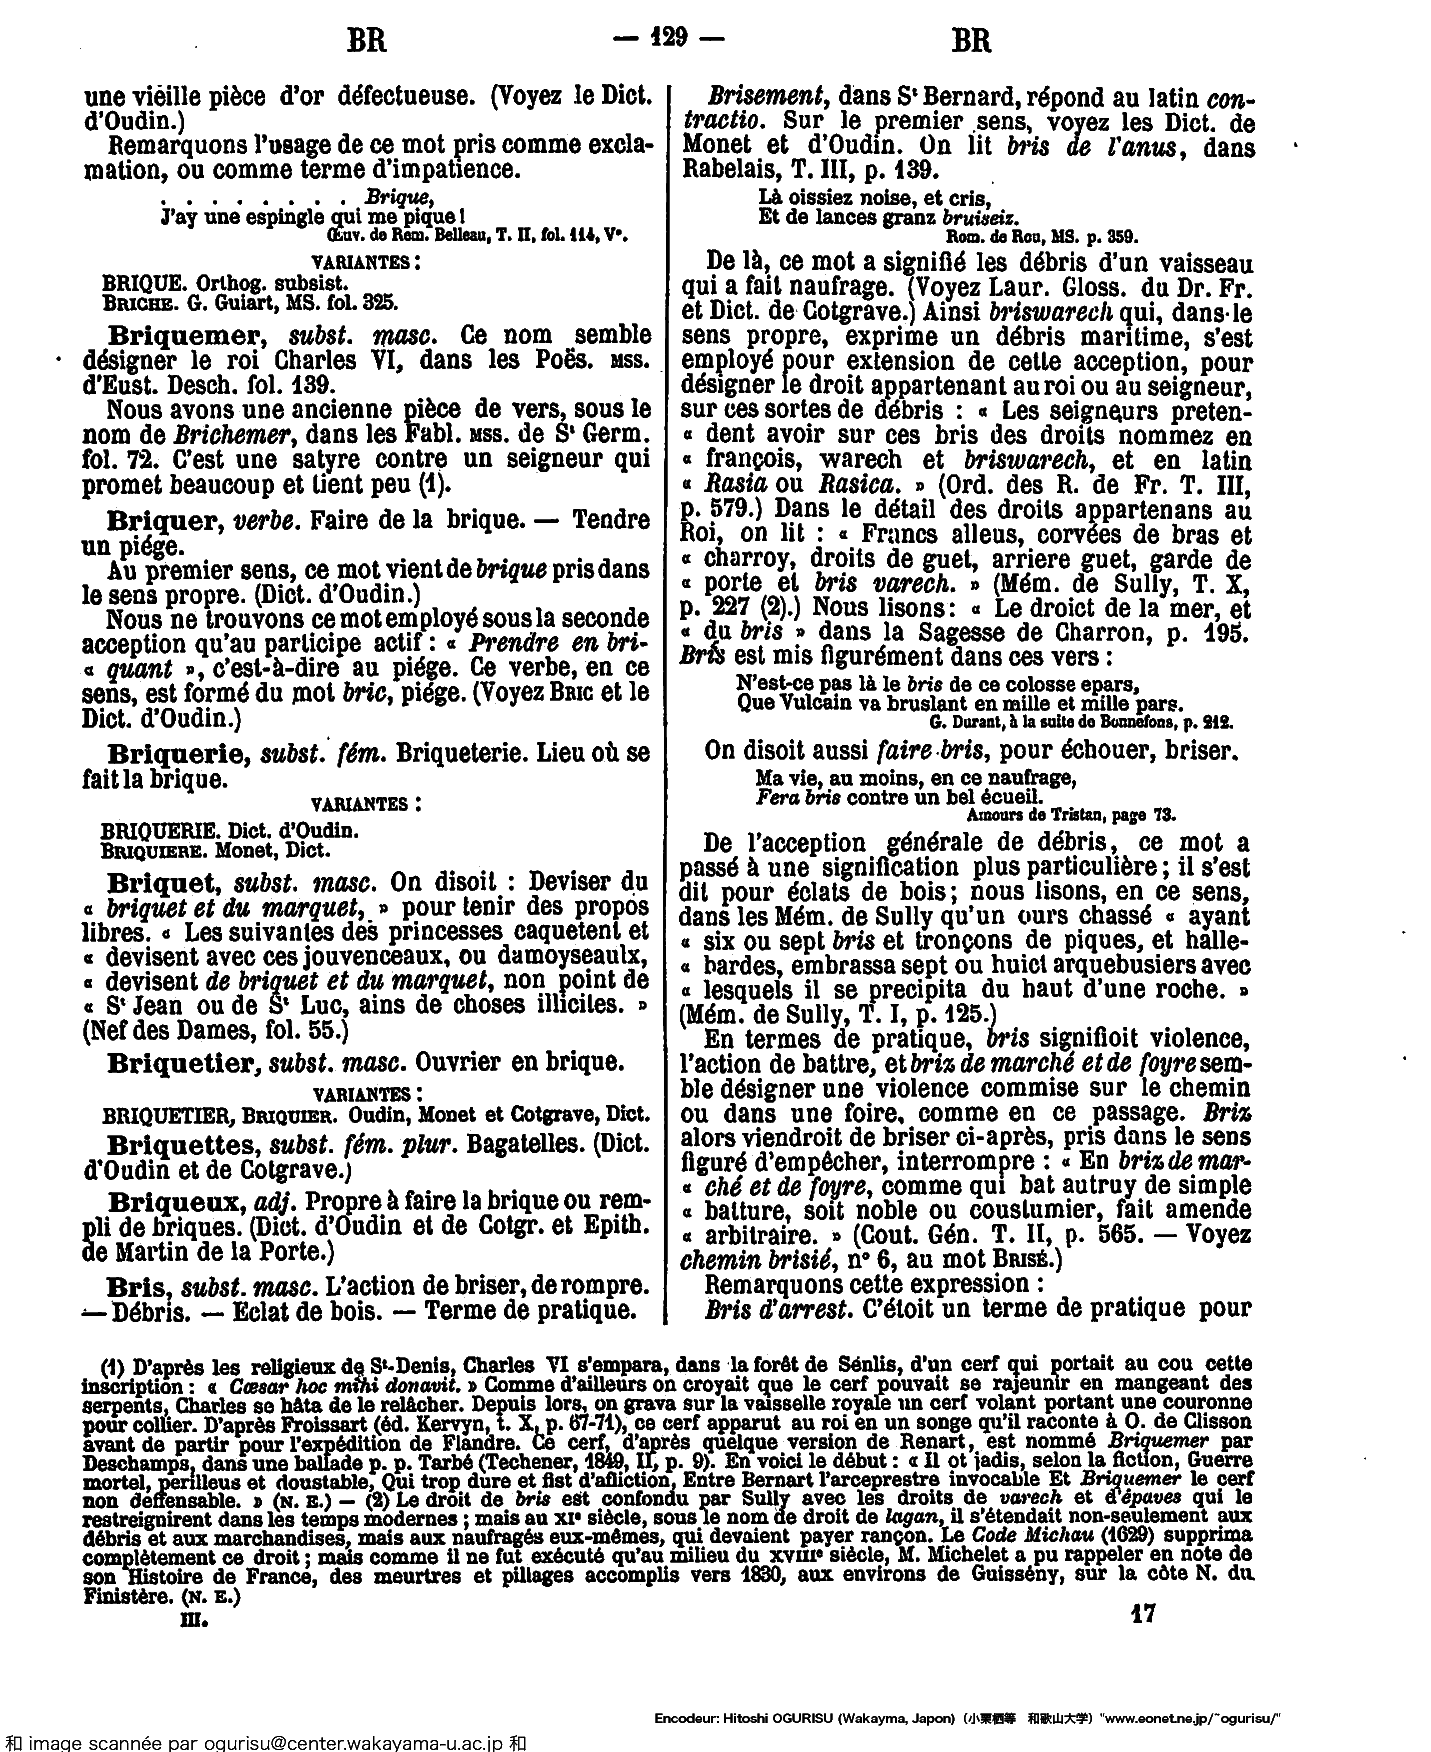 BR — 129 — BR
une vieille pièce d'or défectueuse. (Voyez le Dict.
d'Oudin.)
Remarquons l'usage de ce mot pris comme excla-
mation, ou comme terme d'impatience.
. . . . . . . . Brique,
J'ay une espingle qui me pique !
Œuv. de Rem. Belleau, T. II, fol. 114, V°.
VARIANTES :
BRIQUE. Orthog. subsist.
BRICHE. G. Guiart, MS. fol. 325.
Briquemer, subst. masc. Ce nom semble
désigner le roi Charles VI, dans les Poës. MSS.
d'Eust. Desch. fol. 139.
Nous avons une ancienne pièce de vers, sous le
nom de Brichemer, dans les Fabl. MSS. de St Germ.
fol. 72. C'est une satyre contre un seigneur qui
promet beaucoup et tient peu (1).
Briquer, verbe. Faire de la brique. — Tendre
un piége.
Au premier sens, ce mot vient de brique pris dans
le sens propre. (Dict. d'Oudin.)
Nous ne trouvons ce mot employé sous la seconde
acception qu'au participe actif : « Prendre en bri-
« quant », c'est-à-dire au piége. Ce verbe, en ce
sens, est formé du mot bric, piége. (Voyez BRIC et le
Dict. d'Oudin.)
Briquerie, subst. fém. Briqueterie. Lieu où se
fait la brique.
VARIANTES :
BRIQUERIE. Dict. d'Oudin.
BRIQUIERE. Monet, Dict.
Briquet, subst. masc. On disoit : Deviser du
« briquet et du marquet, » pour tenir des propos
libres. « Les suivantes des princesses caquetent et
« devisent avec ces jouvenceaux, ou damoyseaulx,
« devisent de briquet et du marquet, non point de
« St Jean ou de St Luc, ains de choses illicites. »
(Nef des Dames, fol. 55.)
Briquetier, subst. masc. Ouvrier en brique.
VARIANTES :
BRIQUETIER, BRIQUIER. Oudin, Monet et Cotgrave, Dict.
Briquettes, subst. fém. plur. Bagatelles. (Dict.
d'Oudin et de Cotgrave.)
Briqueux, adj. Propre à faire la brique ou rem-
pli de briques. (Dict. d'Oudin et de Cotgr. et Epith.
de Martin de la Porte.)
Bris, subst. masc. L'action de briser, de rompre.
— Débris. — Eclat de bois. — Terme de pratique.
Brisement, dans St Bernard, répond au latin con-
tractio. Sur le premier sens, voyez les Dict. de
Monet et d'Oudin. On lit bris de l'anus, dans
Rabelais, T. III, p. 139.
Là oissiez noise, et cris,
Et de lances granz bruiseiz.
Rom. de Rou, MS. p. 359.
De là, ce mot a signifié les débris d'un vaisseau
qui a fait naufrage. (Voyez Laur. Gloss. du Dr. Fr.
et Dict. de Cotgrave.) Ainsi briswarech qui, dans le
sens propre, exprime un débris maritime, s'est
employé pour extension de cette acception, pour
désigner le droit appartenant au roi ou au seigneur,
sur ces sortes de débris : « Les seigneurs preten-
« dent avoir sur ces bris des droits nommez en
« françois, warech et briswarech, et en latin
« Rasia ou Rasica. » (Ord. des R. de Fr. T. III,
p. 579.) Dans le détail des droits appartenans au
Roi, on lit : « Francs alleus, corvées de bras et
« charroy, droits de guet, arriere guet, garde de
« porte et bris varech. » (Mém. de Sully, T. X,
p. 227 (2).) Nous lisons : « Le droict de la mer, et
« du bris » dans la Sagesse de Charron, p. 195.
Bris est mis figurément dans ces vers :
N'est-ce pas là le bris de ce colosse epars,
Que Vulcain va bruslant en mille et mille pars.
G. Durant, à la suite de Bonnefons, p. 212.
On disoit aussi faire bris, pour échouer, briser.
Ma vie, au moins, en ce naufrage,
Fera bris contre un bel écueil.
Amours de Tristan, page 73.
De l'acception générale de débris, ce mot a
passé à une signification plus particulière ; il s'est
dit pour éclats de bois ; nous lisons, en ce sens,
dans les Mém. de Sully qu'un ours chassé « ayant
« six ou sept bris et tronçons de piques, et halle-
« bardes, embrassa sept ou huict arquebusiers avec
« lesquels il se precipita du haut d'une roche. »
(Mém. de Sully, T. I, p. 125.)
En termes de pratique, bris signifioit violence,
l'action de battre, et briz de marché et de foyre sem-
ble désigner une violence commise sur le chemin
ou dans une foire, comme en ce passage. Briz
alors viendroit de briser ci-après, pris dans le sens
figuré d'empêcher, interrompre : « En briz de mar-
« ché et de foyre, comme qui bat autruy de simple
« batture, soit noble ou coustumier, fait amende
« arbitraire. » (Cout. Gén. T. II, p. 565. — Voyez
chemin brisié, n° 6, au mot BRISÉ.)
Remarquons cette expression :
Bris d'arrest. C'étoit un terme de pratique pour
(1) D'après les religieux de St-Denis, Charles VI s'empara, dans la forêt de Sénlis, d'un cerf qui portait au cou cette
inscription : « Cæsar hoc mihi donavit. » Comme d'ailleurs on croyait que le cerf pouvait se rajeunir en mangeant des
serpents, Charles se hâta de le relâcher. Depuis lors, on grava sur la vaisselle royale un cerf volant portant une couronne
pour collier. D'après Froissart (éd. Kervyn, t. X, p. 67-71), ce cerf apparut au roi en un songe qu'il raconte à O. de Clisson
avant de partir pour l'expédition de Flandre. Ce cerf, d'après quelque version de Renart, est nommé Briquemer par
Deschamps, dans une ballade p. p. Tarbé (Techener, 1849, II, p. 9). En voici le début : « Il ot jadis, selon la fiction, Guerre
mortel, perilleus et doustable, Qui trop dure et fist d'afliction, Entre Bernart l'arceprestre invocable Et Briquemer le cerf
non deffensable. » (N. E.) — (2) Le droit de bris est confondu par Sully avec les droits de varech et d'épaves qui le
restreignirent dans les temps modernes ; mais au XIe siècle, sous le nom de droit de lagan, il s'étendait non-seulement aux
débris et aux marchandises, mais aux naufragés eux-mêmes, qui devaient payer rançon. Le Code Michau (1629) supprima
complètement ce droit ; mais comme il ne fut exécuté qu'au milieu du XVIIIe siècle, M. Michelet a pu rappeler en note de
son Histoire de France, des meurtres et pillages accomplis vers 1830, aux environs de Guissény, sur la côte N. du
Finistère. (N. E.)
III. 17
Encodeur: Hitoshi OGURISU (Wakayma, Japon) (小栗栖等 和歌山大学) "www.eonet.ne.jp/~ogurisu/"
和 image scannée par ogurisu@center.wakayama-u.ac.jp 和